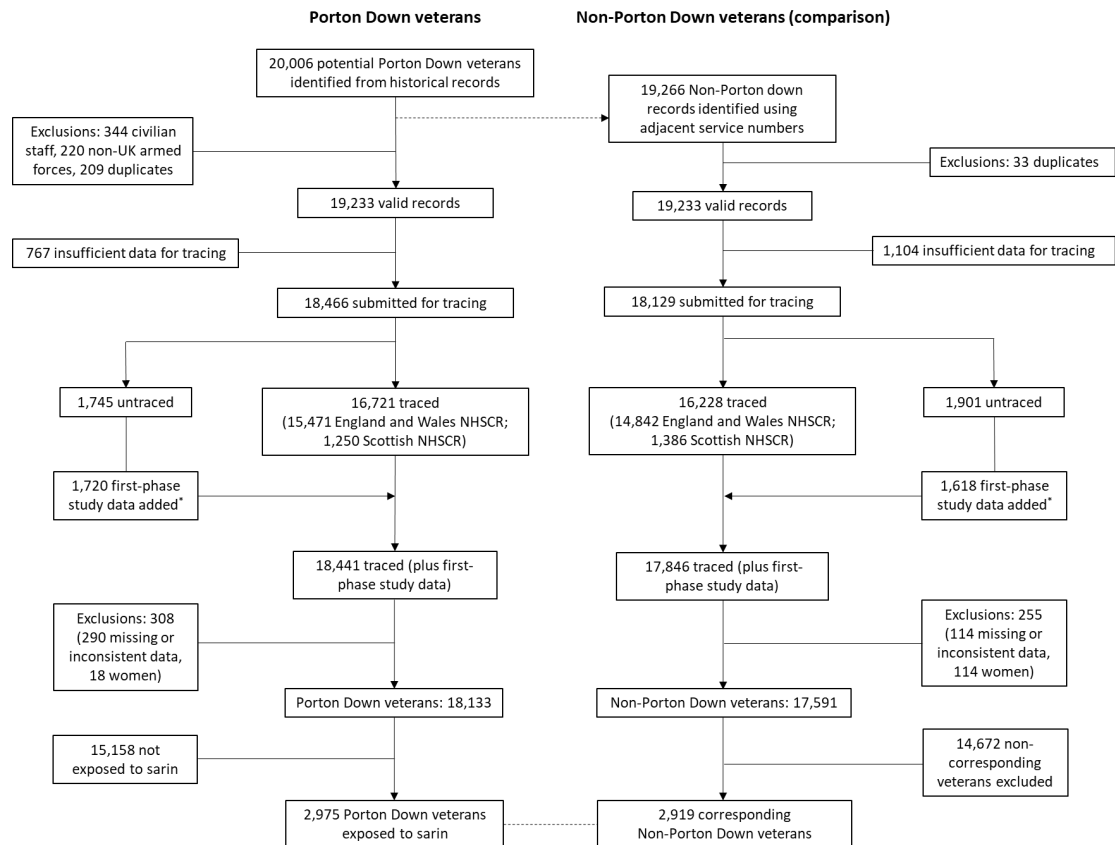 Porton Down veterans
Non-Porton Down veterans (comparison)
20,006 potential Porton Down veterans
identified from historical records
19,266 Non-Porton down
records identified using
adjacent service numbers
Exclusions: 344 civilian
staff, 220 non-UK armed
forces, 209 duplicates
Exclusions: 33 duplicates
19,233 valid records
19,233 valid records
767 insufficient data for tracing
1,104 insufficient data for tracing
18,466 submitted for tracing
18,129 submitted for tracing
1,745 untraced
16,721 traced
(15,471 England and Wales NHSCR;
1,250 Scottish NHSCR)
16,228 traced
(14,842 England and Wales NHSCR;
1,386 Scottish NHSCR)
1,901 untraced
1,720 first-phase
study data added*
1,618 first-phase
study data added*
18,441 traced (plus first-
phase study data)
17,846 traced (plus first-
phase study data)
Exclusions: 308
(290 missing or
inconsistent data,
18 women)
Exclusions: 255
(114 missing or
inconsistent data,
114 women)
Porton Down veterans: 18,133
Non-Porton Down veterans: 17,591
15,158 not
exposed to sarin
14,672 non-
corresponding
veterans excluded
2,975 Porton Down veterans
exposed to sarin
2,919 corresponding
Non-Porton Down veterans